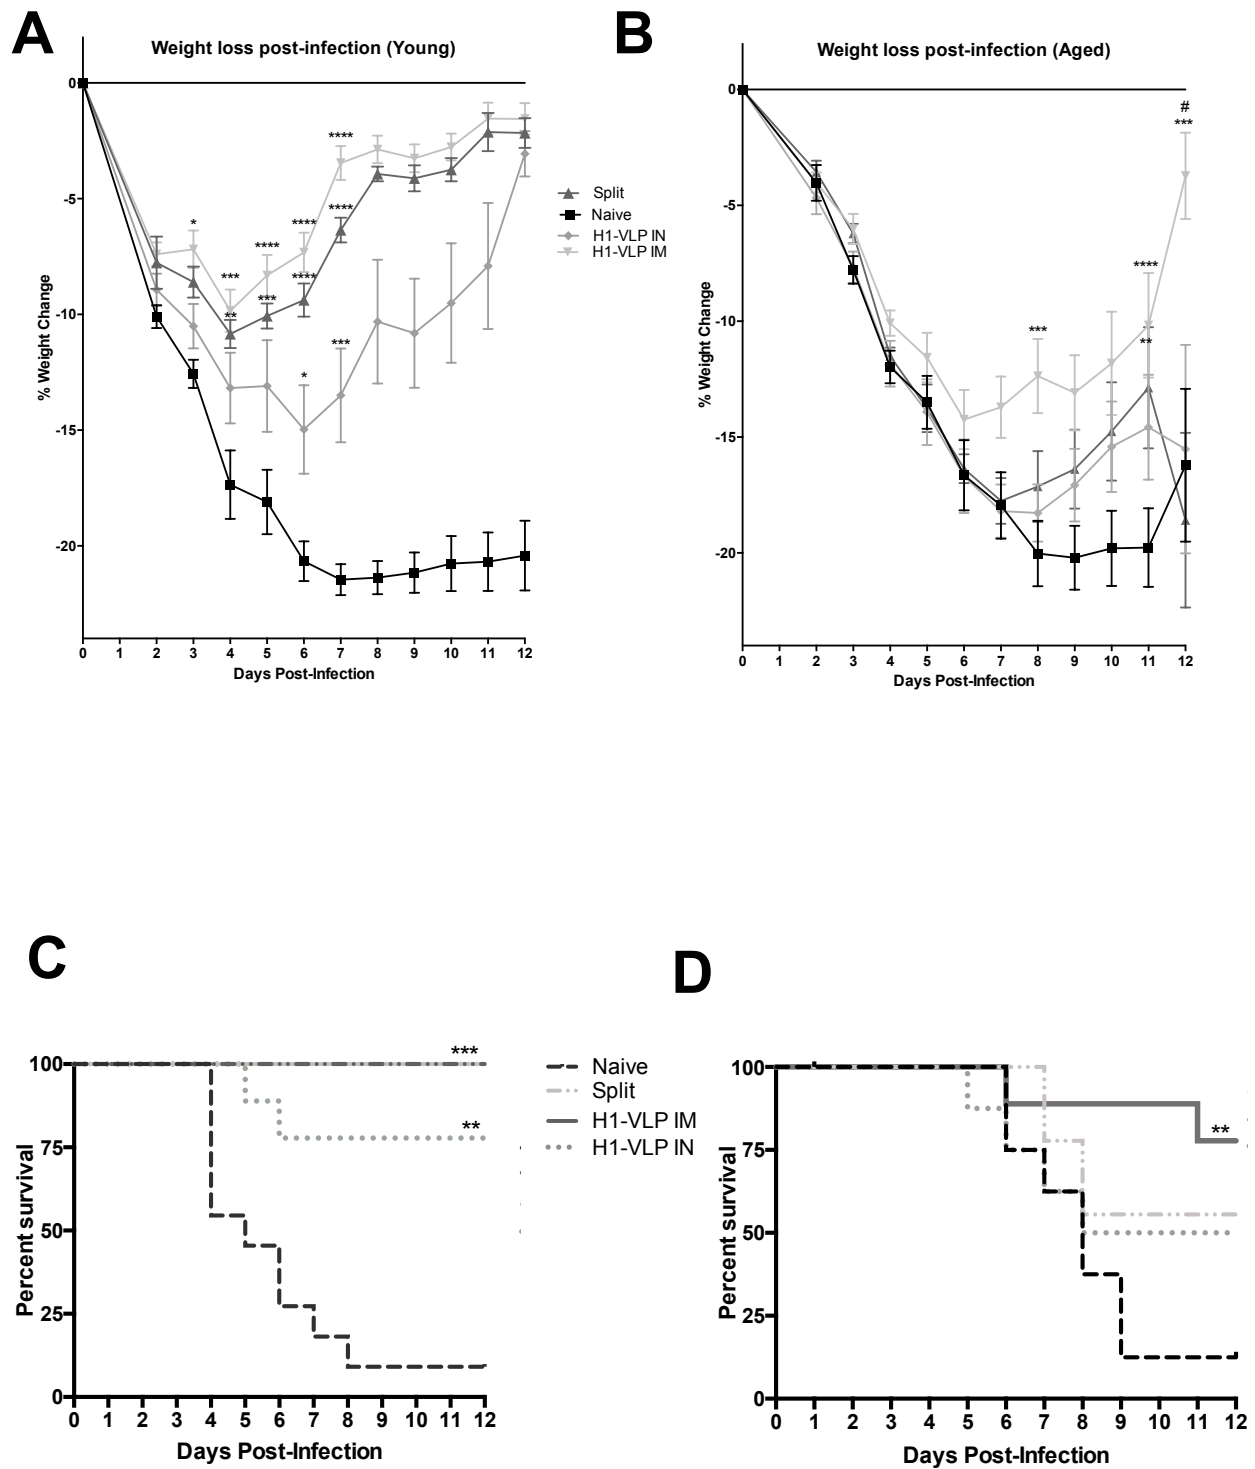 A
Weight loss post-infection (Young)
0
-5
-10
-15
-20
% Weight Change
*
***
**
****
***
****
****
*
****
****
***
0 1 2 3 4 5 6 7 8 9 10 11 12
Days Post-Infection
Split
Naive
H1-VLP IN
H1-VLP IM
B
Weight loss post-infection (Aged)
0
-5
-10
-15
-20
% Weight Change
***
****
**
#
***
0 1 2 3 4 5 6 7 8 9 10 11 12
Days Post-Infection
C
100
75
50
25
0
Percent survival
***
**
0 1 2 3 4 5 6 7 8 9 10 11 12
Days Post-Infection
Naive
Split
H1-VLP IM
H1-VLP IN
D
100
75
50
25
0
Percent survival
**
0 1 2 3 4 5 6 7 8 9 10 11 12
Days Post-Infection